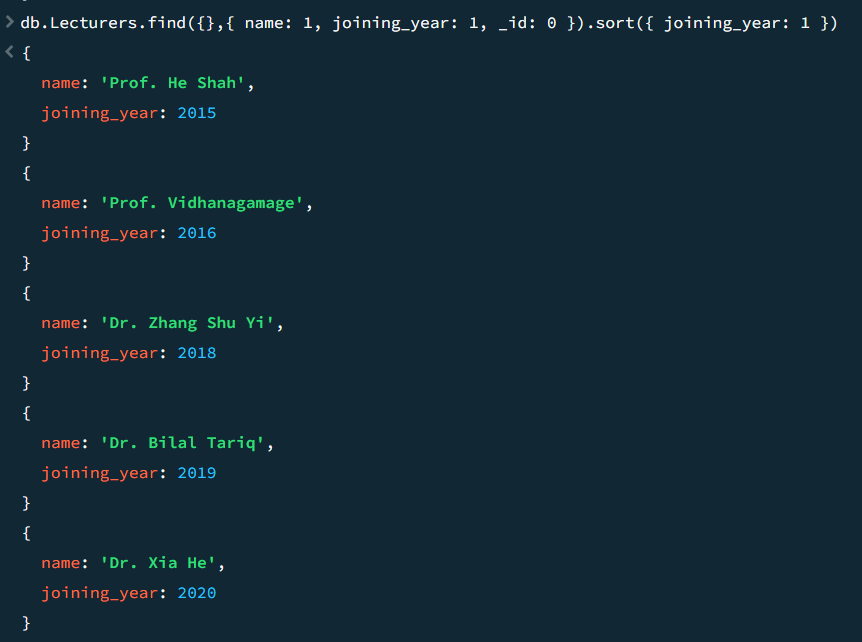 > db.Lecturers.find({},{ name: 1, joining_year: 1, _id: 0 }).sort({ joining_year: 1 })
< {
name: 'Prof. He Shah',
joining_year: 2015
}
{
name: 'Prof. Vidhanagamage',
joining_year: 2016
}
{
name: 'Dr. Zhang Shu Yi',
joining_year: 2018
}
{
name: 'Dr. Bilal Tariq',
joining_year: 2019
}
{
name: 'Dr. Xia He',
joining_year: 2020
}